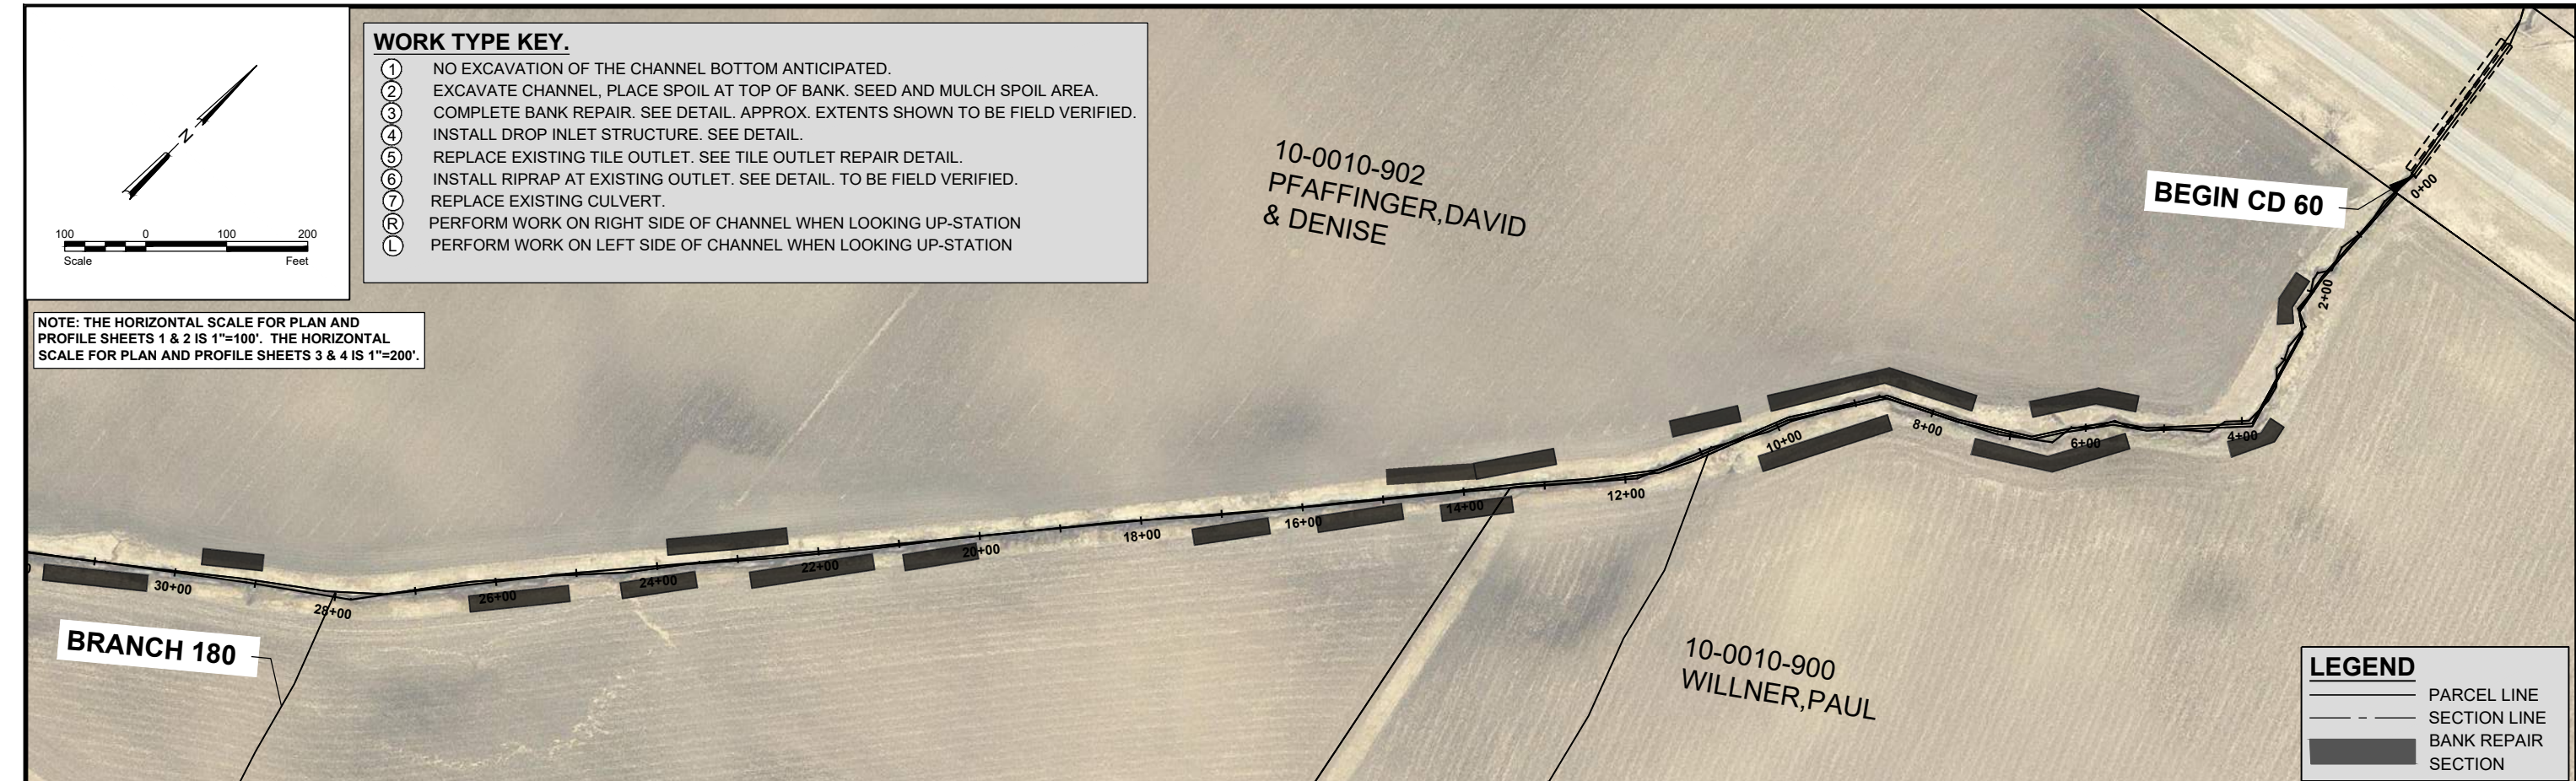 WORK TYPE KEY.
1 NO EXCAVATION OF THE CHANNEL BOTTOM ANTICIPATED.
2 EXCAVATE CHANNEL, PLACE SPOIL AT TOP OF BANK. SEED AND MULCH SPOIL AREA.
3 COMPLETE BANK REPAIR. SEE DETAIL. APPROX. EXTENTS SHOWN TO BE FIELD VERIFIED.
4 INSTALL DROP INLET STRUCTURE. SEE DETAIL.
5 REPLACE EXISTING TILE OUTLET. SEE TILE OUTLET REPAIR DETAIL.
6 INSTALL RIPRAP AT EXISTING OUTLET. SEE DETAIL. TO BE FIELD VERIFIED.
7 REPLACE EXISTING CULVERT.
R PERFORM WORK ON RIGHT SIDE OF CHANNEL WHEN LOOKING UP-STATION
L PERFORM WORK ON LEFT SIDE OF CHANNEL WHEN LOOKING UP-STATION
N
100 0 100 200
Scale Feet
NOTE: THE HORIZONTAL SCALE FOR PLAN AND
PROFILE SHEETS 1 & 2 IS 1"=100'. THE HORIZONTAL
SCALE FOR PLAN AND PROFILE SHEETS 3 & 4 IS 1"=200'.
10-0010-902
PFAFFINGER,DAVID
& DENISE
BEGIN CD 60
0+00
2+00
4+00
6+00
8+00
10+00
12+00
14+00
16+00
18+00
20+00
22+00
24+00
26+00
28+00
30+00
BRANCH 180
10-0010-900
WILLNER,PAUL
LEGEND
PARCEL LINE
SECTION LINE
BANK REPAIR
SECTION